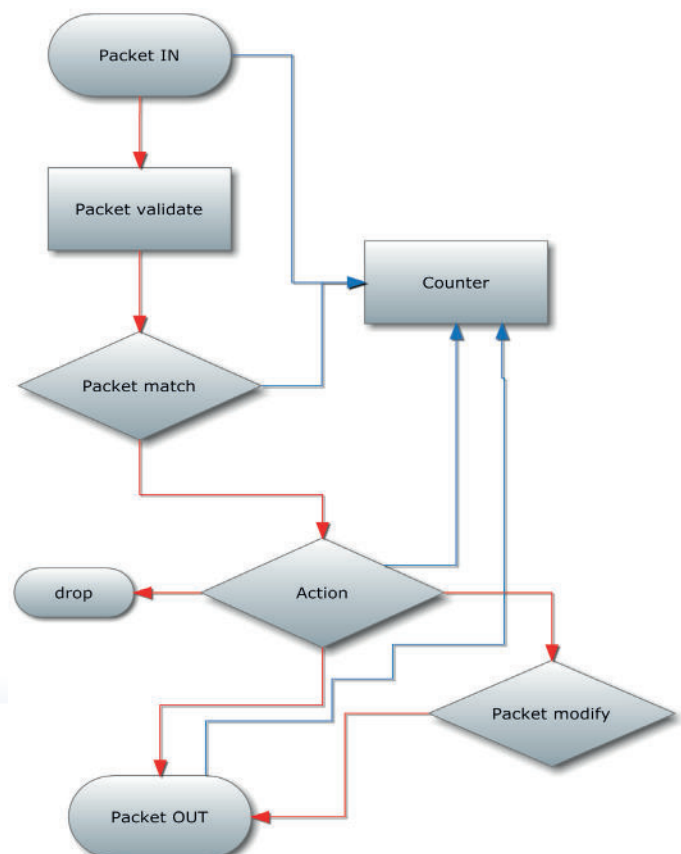 Packet IN
Packet validate
Counter
Packet match
drop
Action
Packet modify
Packet OUT